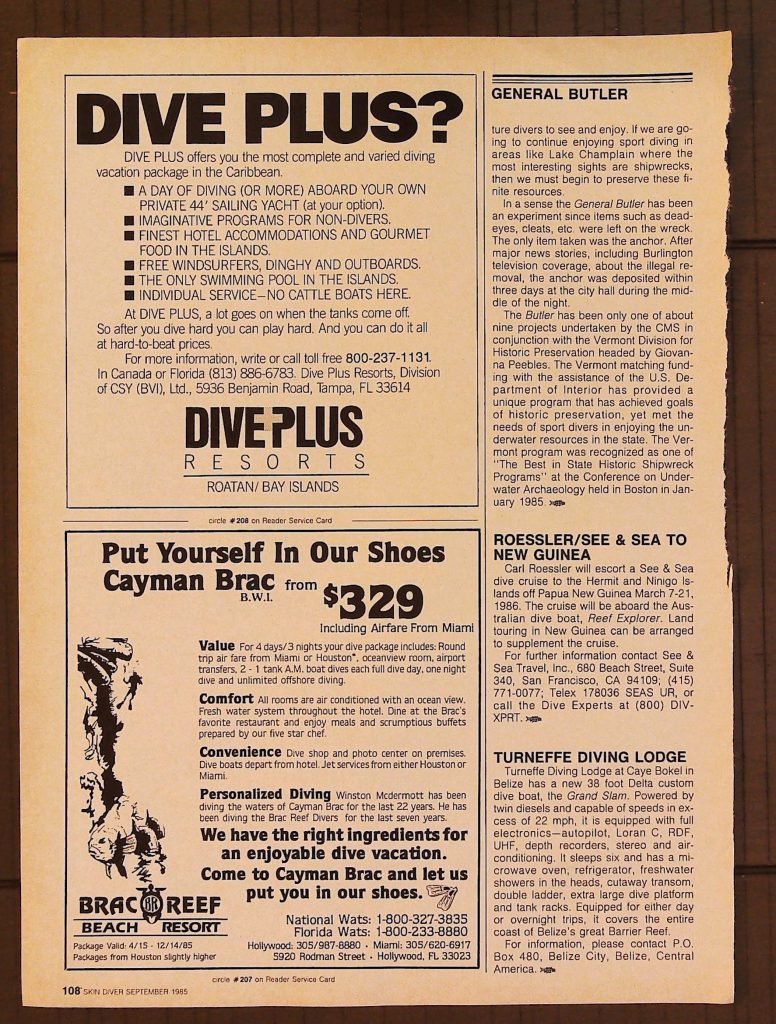 DIVE PLUS?
DIVE PLUS offers you the most complete and varied diving
vacation package in the Caribbean.
■ A DAY OF DIVING (OR MORE) ABOARD YOUR OWN
PRIVATE 44' SAILING YACHT (at your option).
■ IMAGINATIVE PROGRAMS FOR NON-DIVERS.
■ FINEST HOTEL ACCOMMODATIONS AND GOURMET
FOOD IN THE ISLANDS.
■ FREE WINDSURFERS, DINGHY AND OUTBOARDS.
■ THE ONLY SWIMMING POOL IN THE ISLANDS.
■ INDIVIDUAL SERVICE—NO CATTLE BOATS HERE.
At DIVE PLUS, a lot goes on when the tanks come off.
So after you dive hard you can play hard. And you can do it all
at hard-to-beat prices.
For more information, write or call toll free 800-237-1131.
In Canada or Florida (813) 886-6783. Dive Plus Resorts, Division
of CSY (BVI), Ltd., 5936 Benjamin Road, Tampa, FL 33614
DIVE PLUS
RESORTS
ROATAN/BAY ISLANDS
circle #208 on Reader Service Card
Put Yourself In Our Shoes
Cayman Brac from $329
B.W.I.
Including Airfare From Miami
Value For 4 days/3 nights your dive package includes: Round
trip air fare from Miami or Houston*, oceanview room, airport
transfers, 2 - 1 tank A.M. boat dives each full dive day, one night
dive and unlimited offshore diving.
Comfort All rooms are air conditioned with an ocean view.
Fresh water system throughout the hotel. Dine at the Brac's
favorite restaurant and enjoy meals and scrumptious buffets
prepared by our five star chef.
Convenience Dive shop and photo center on premises.
Dive boats depart from hotel. Jet services from either Houston or
Miami.
Personalized Diving Winston Mcdermott has been
diving the waters of Cayman Brac for the last 22 years. He has
been diving the Brac Reef Divers for the last seven years.
We have the right ingredients for
an enjoyable dive vacation.
Come to Cayman Brac and let us
put you in our shoes.
BRAC BR REEF
BEACH RESORT
Package Valid: 4/15 - 12/14/85
Packages from Houston slightly higher
National Wats: 1-800-327-3835
Florida Wats: 1-800-233-8880
Hollywood: 305/987-8880 · Miami: 305/620-6917
5920 Rodman Street · Hollywood, FL 33023
circle #207 on Reader Service Card
108 SKIN DIVER SEPTEMBER 1985
GENERAL BUTLER
ture divers to see and enjoy. If we are go-
ing to continue enjoying sport diving in
areas like Lake Champlain where the
most interesting sights are shipwrecks,
then we must begin to preserve these fi-
nite resources.
In a sense the General Butler has been
an experiment since items such as dead-
eyes, cleats, etc. were left on the wreck.
The only item taken was the anchor. After
major news stories, including Burlington
television coverage, about the illegal re-
moval, the anchor was deposited within
three days at the city hall during the mid-
dle of the night.
The Butler has been only one of about
nine projects undertaken by the CMS in
conjunction with the Vermont Division for
Historic Preservation headed by Giovan-
na Peebles. The Vermont matching fund-
ing with the assistance of the U.S. De-
partment of Interior has provided a
unique program that has achieved goals
of historic preservation, yet met the
needs of sport divers in enjoying the un-
derwater resources in the state. The Ver-
mont program was recognized as one of
"The Best in State Historic Shipwreck
Programs" at the Conference on Under-
water Archaeology held in Boston in Jan-
uary 1985.
ROESSLER/SEE & SEA TO
NEW GUINEA
Carl Roessler will escort a See & Sea
dive cruise to the Hermit and Ninigo Is-
lands off Papua New Guinea March 7-21,
1986. The cruise will be aboard the Aus-
tralian dive boat, Reef Explorer. Land
touring in New Guinea can be arranged
to supplement the cruise.
For further information contact See &
Sea Travel, Inc., 680 Beach Street, Suite
340, San Francisco, CA 94109; (415)
771-0077; Telex 178036 SEAS UR, or
call the Dive Experts at (800) DIV-
XPRT.
TURNEFFE DIVING LODGE
Turneffe Diving Lodge at Caye Bokel in
Belize has a new 38 foot Delta custom
dive boat, the Grand Slam. Powered by
twin diesels and capable of speeds in ex-
cess of 22 mph, it is equipped with full
electronics—autopilot, Loran C, RDF,
UHF, depth recorders, stereo and air-
conditioning. It sleeps six and has a mi-
crowave oven, refrigerator, freshwater
showers in the heads, cutaway transom,
double ladder, extra large dive platform
and tank racks. Equipped for either day
or overnight trips, it covers the entire
coast of Belize's great Barrier Reef.
For information, please contact P.O.
Box 480, Belize City, Belize, Central
America.